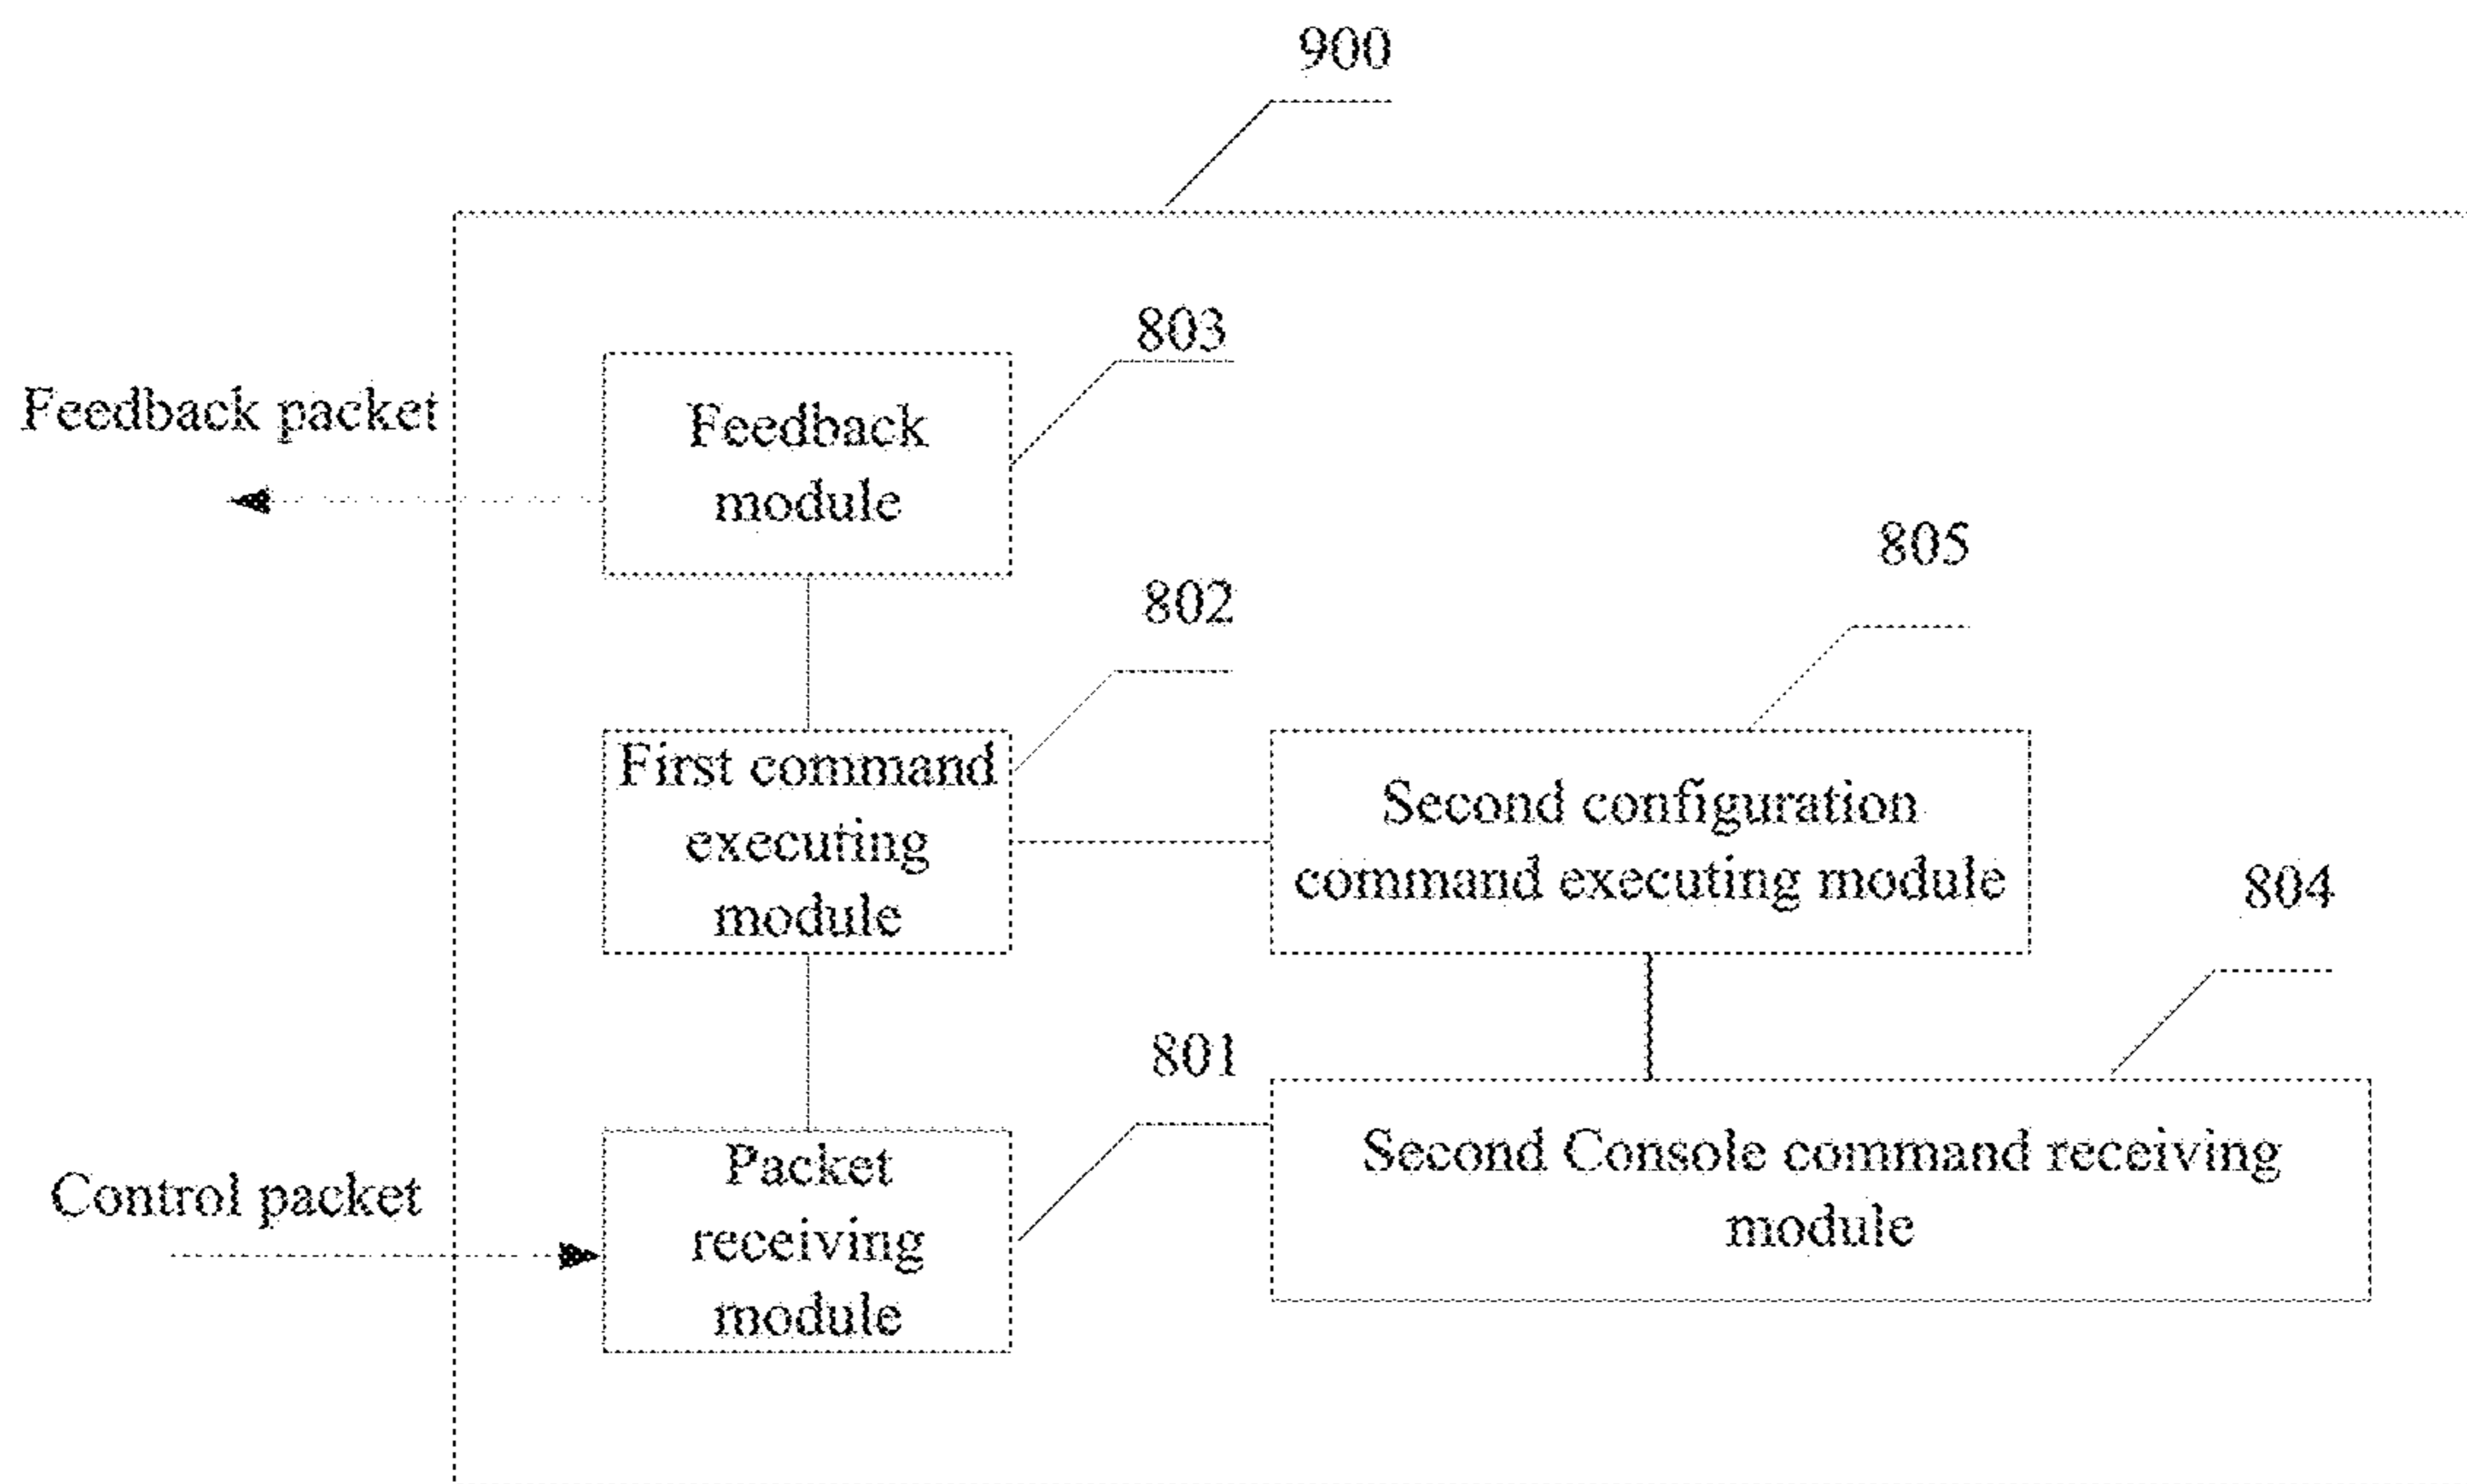 900
803
Feedback packet
Feedback
module
802
805
First command
executing
module
Second configuration
command executing module
804
801
Control packet
Packet
receiving
module
Second Console command receiving
module